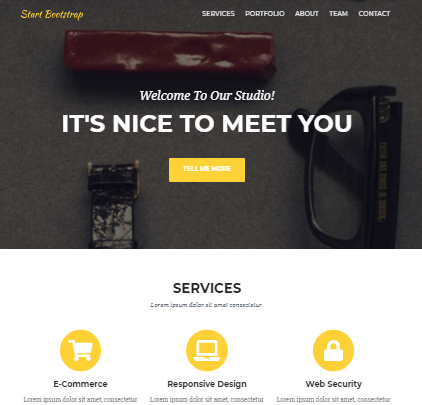 Start Bootstrap
SERVICES PORTFOLIO ABOUT TEAM CONTACT
Welcome To Our Studio!
IT'S NICE TO MEET YOU
TELL ME MORE
SERVICES
Lorem ipsum dolor sit amet consectetur.
E-Commerce Responsive Design Web Security
Lorem ipsum dolor sit amet, consectetur Lorem ipsum dolor sit amet, consectetur Lorem ipsum dolor sit amet, consectetur